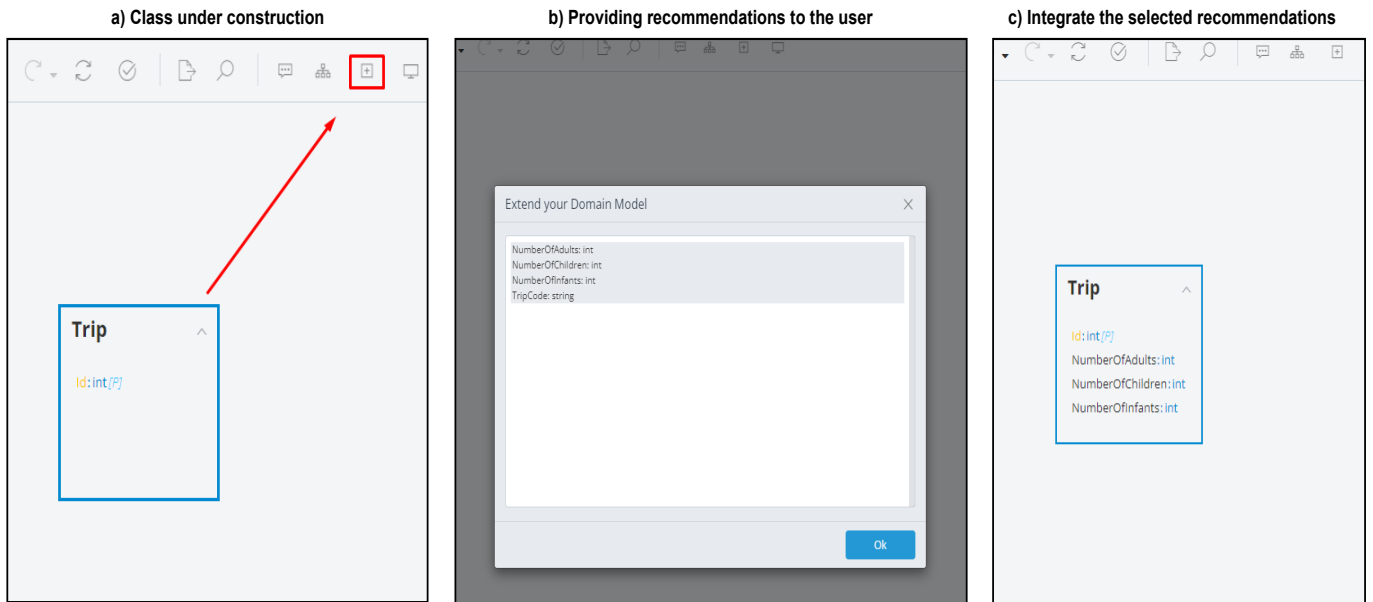 a) Class under construction
Trip
Id:int[P]
b) Providing recommendations to the user
Extend your Domain Model
NumberOfAdults: int
NumberOfChildren: int
NumberOfInfants: int
TripCode: string
Ok
c) Integrate the selected recommendations
Trip
Id:int[P]
NumberOfAdults:int
NumberOfChildren:int
NumberOfInfants:int